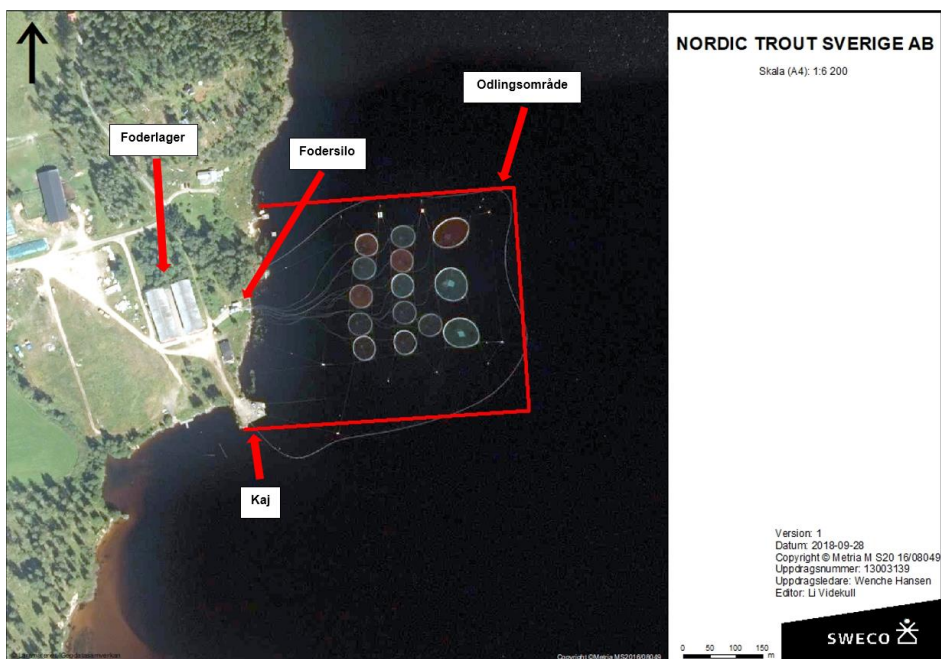 NORDIC TROUT SVERIGE AB
Skala (A4): 1:6 200
Odlingsområde
Foderlager
Fodersilo
Kaj
Version: 1
Datum: 2018-09-28
Copyright © Metria M S20 16/08049
Uppdragsnummer: 13003139
Uppdragsledare: Wenche Hansen
Editor: Li Videkull
SWECO
0 50 100 150
m
Copyright ©Metria MS2016/08049